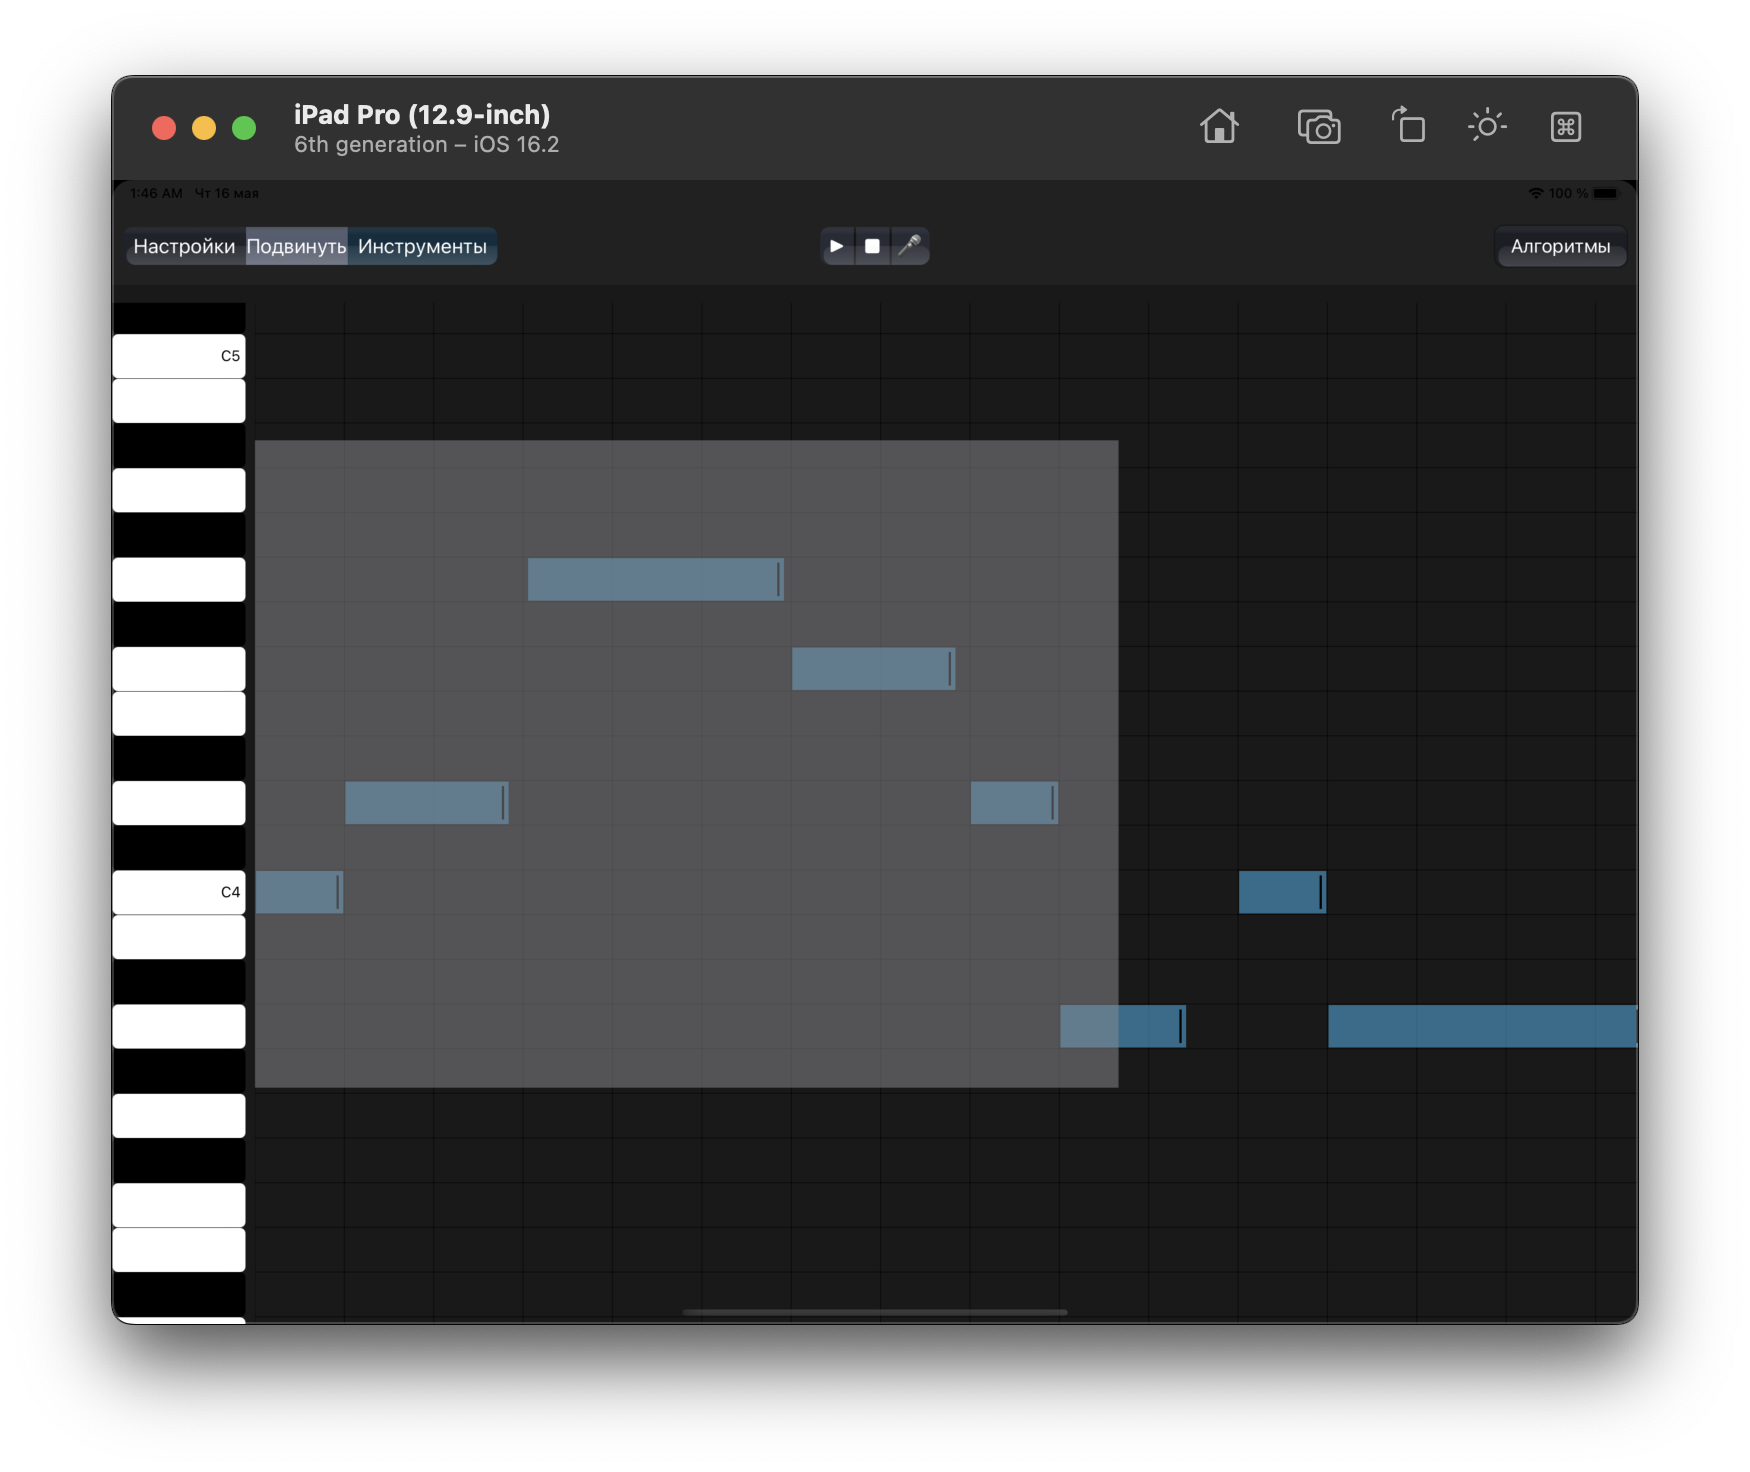 iPad Pro (12.9-inch)
6th generation – iOS 16.2
1:46 AM Чт 16 мая
100 %
Настройки Подвинуть Инструменты
Алгоритмы
C5
C4